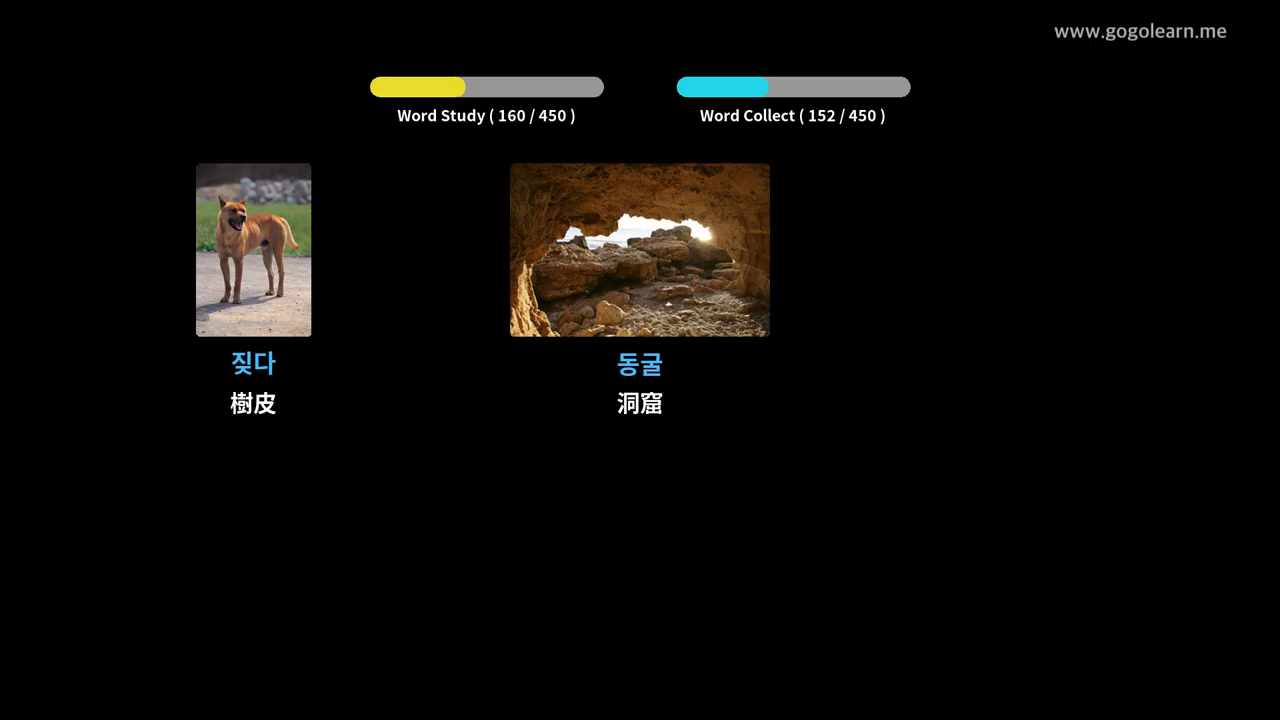 www.gogolearn.me
Word Study ( 160 / 450 )
Word Collect ( 152 / 450 )
짖다
樹皮
동굴
洞窟